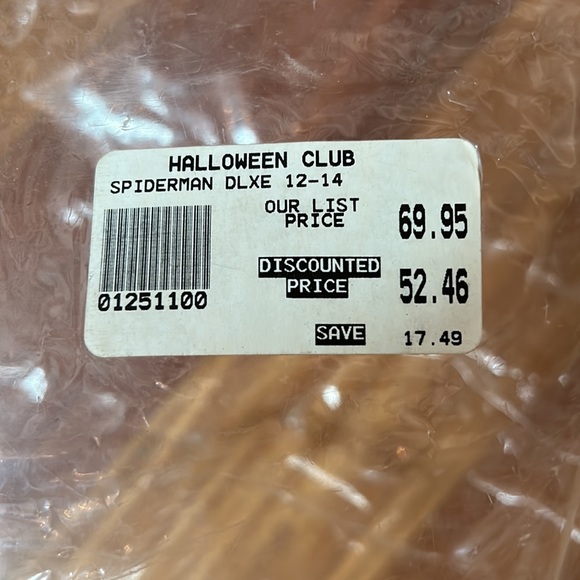 HALLOWEEN CLUB
SPIDERMAN DLXE 12-14
OUR LIST
PRICE
69.95
DISCOUNTED
PRICE
52.46
01251100
SAVE
17.49